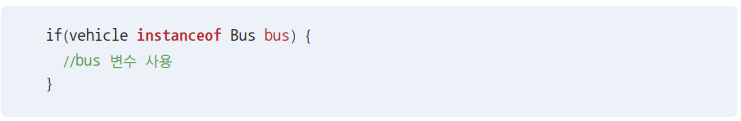 if(vehicle instanceof Bus bus) {
//bus 변수 사용
}